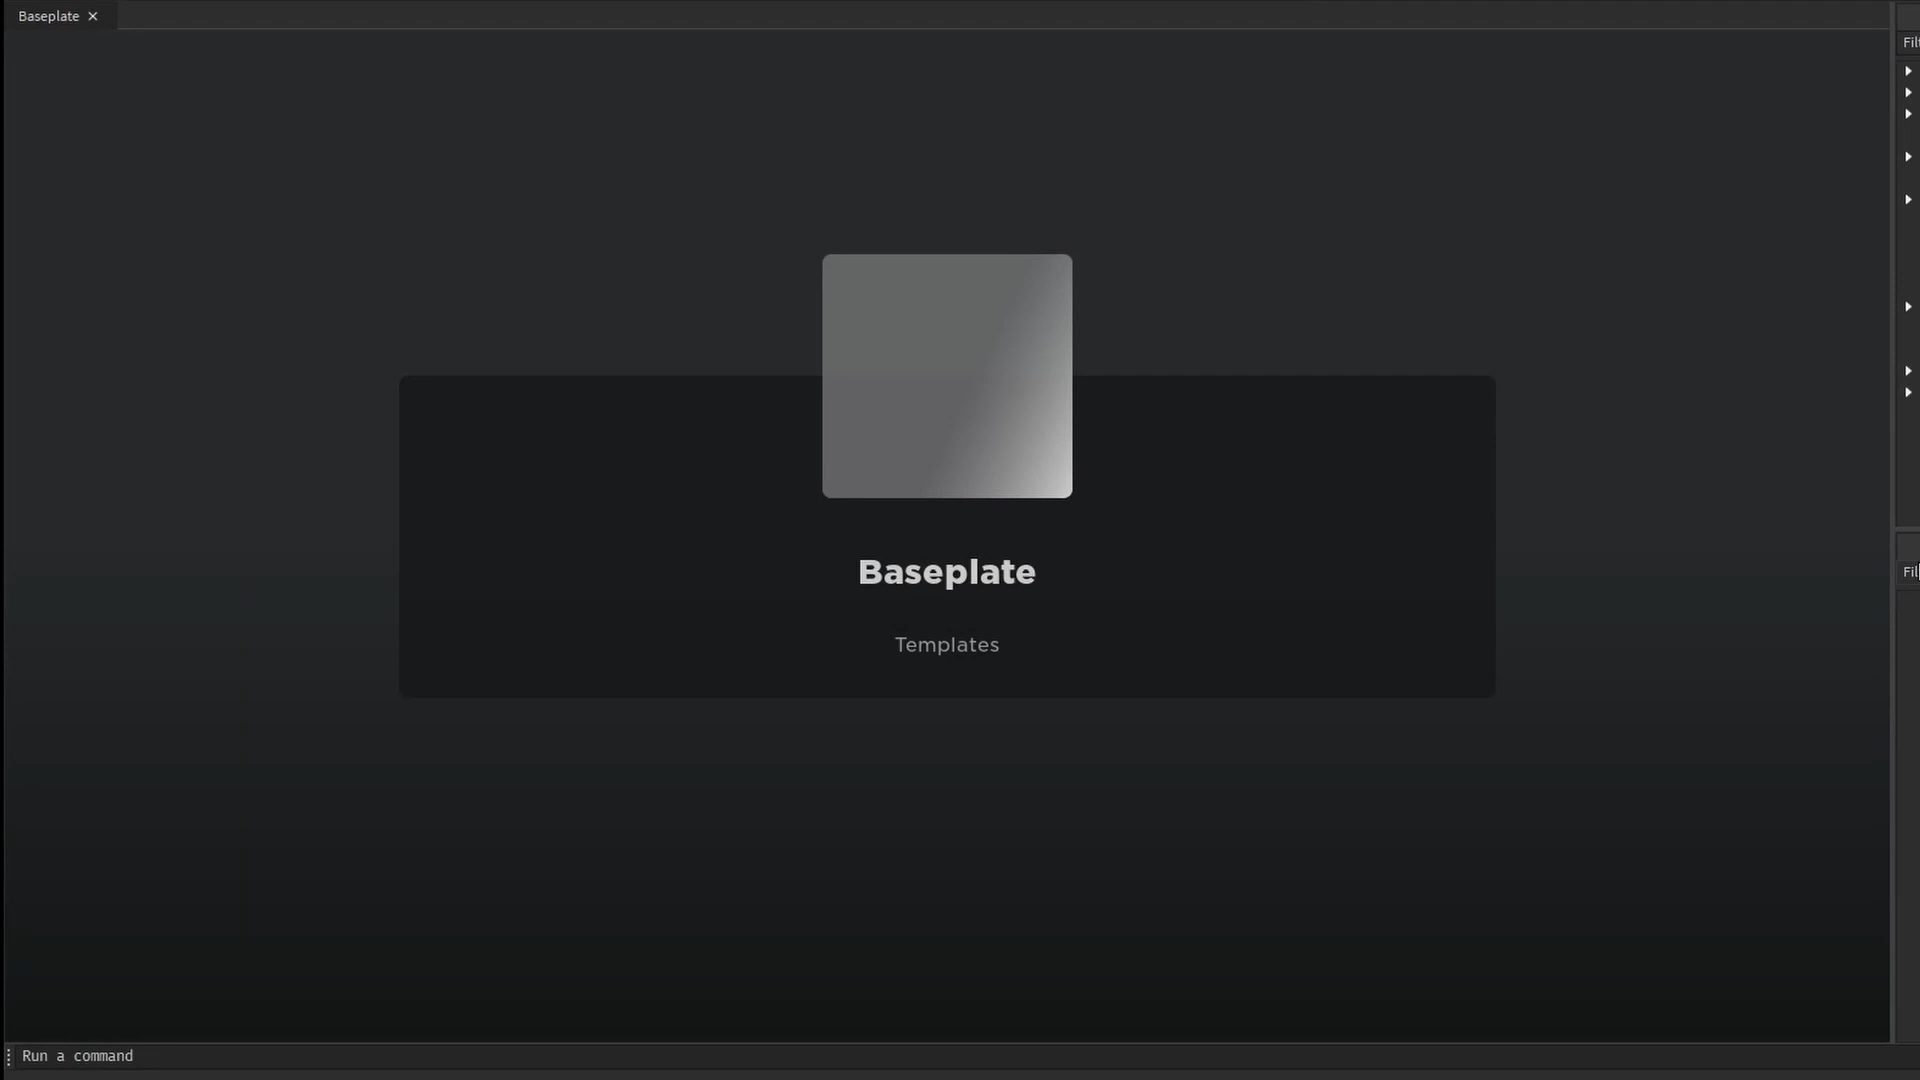 Baseplate
Baseplate
Templates
Run a command